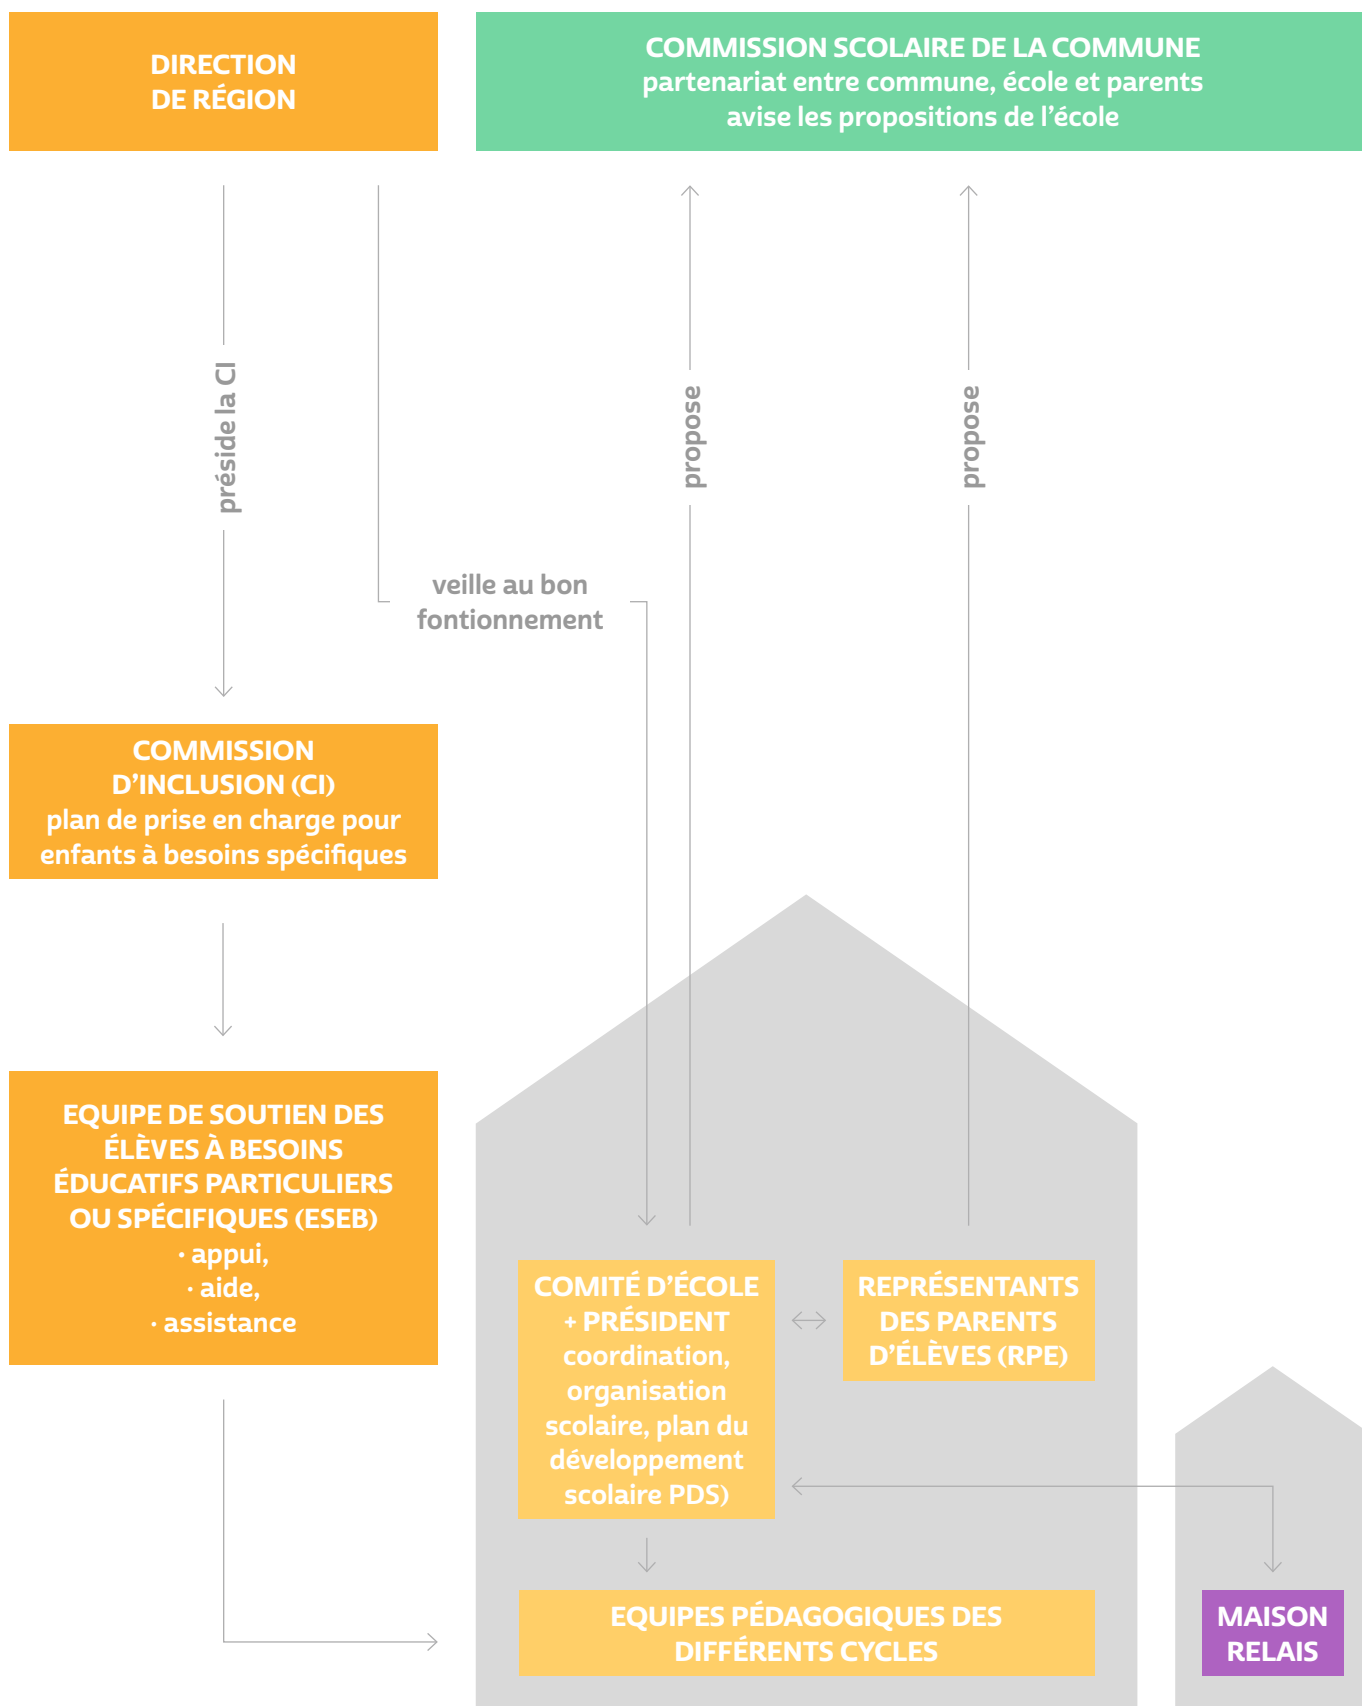 DIRECTION
DE RÉGION
COMMISSION SCOLAIRE DE LA COMMUNE
partenariat entre commune, école et parents
avise les propositions de l’école
préside la CI
propose
propose
veille au bon
fontionnement
COMMISSION
D’INCLUSION (CI)
plan de prise en charge pour
enfants à besoins spécifiques
EQUIPE DE SOUTIEN DES
ÉLÈVES À BESOINS
ÉDUCATIFS PARTICULIERS
OU SPÉCIFIQUES (ESEB)
· appui,
· aide,
· assistance
COMITÉ D’ÉCOLE
+ PRÉSIDENT
coordination,
organisation
scolaire, plan du
développement
scolaire PDS)
REPRÉSENTANTS
DES PARENTS
D’ÉLÈVES (RPE)
EQUIPES PÉDAGOGIQUES DES
DIFFÉRENTS CYCLES
MAISON
RELAIS